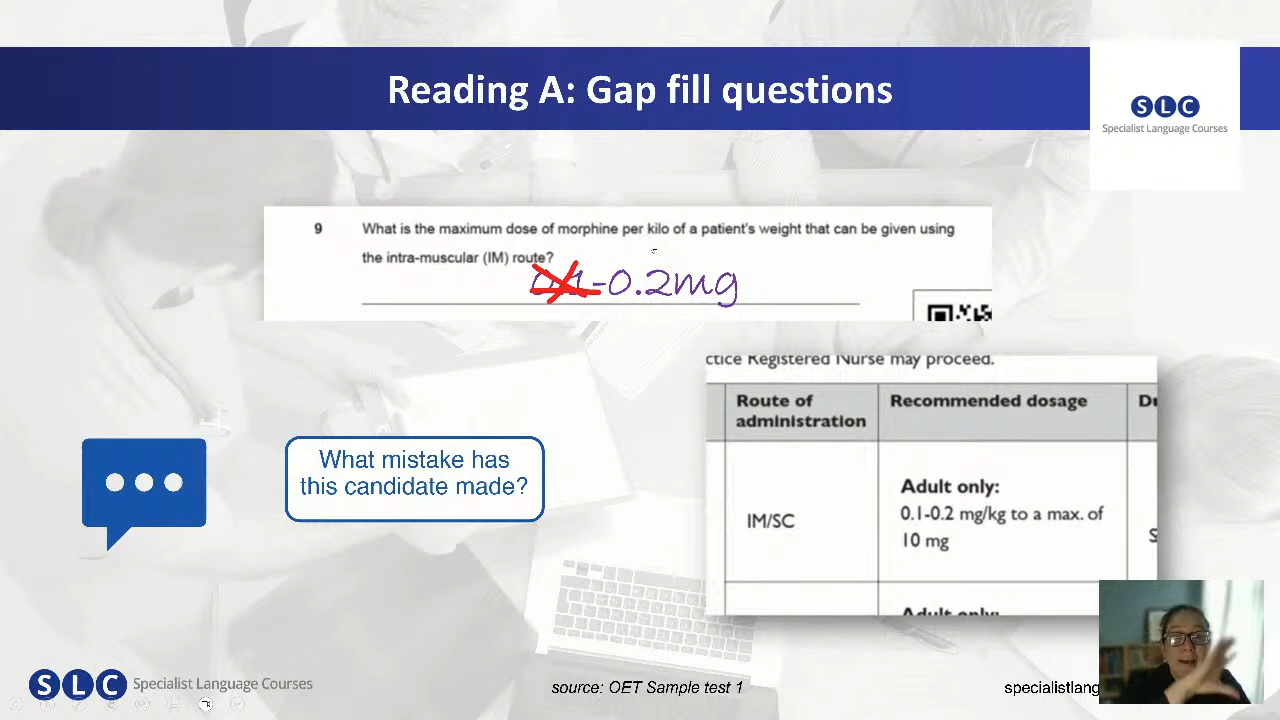 Reading A: Gap fill questions
SLC
Specialist Language Courses
9 What is the maximum dose of morphine per kilo of a patient's weight that can be given using
the intra-muscular (IM) route?
0.1-0.2mg
ctice Registered Nurse may proceed.
Route of administration Recommended dosage
IM/SC
Adult only:
0.1-0.2 mg/kg to a max. of
10 mg
Adult only:
What mistake has
this candidate made?
SLC Specialist Language Courses
source: OET Sample test 1
specialistlang